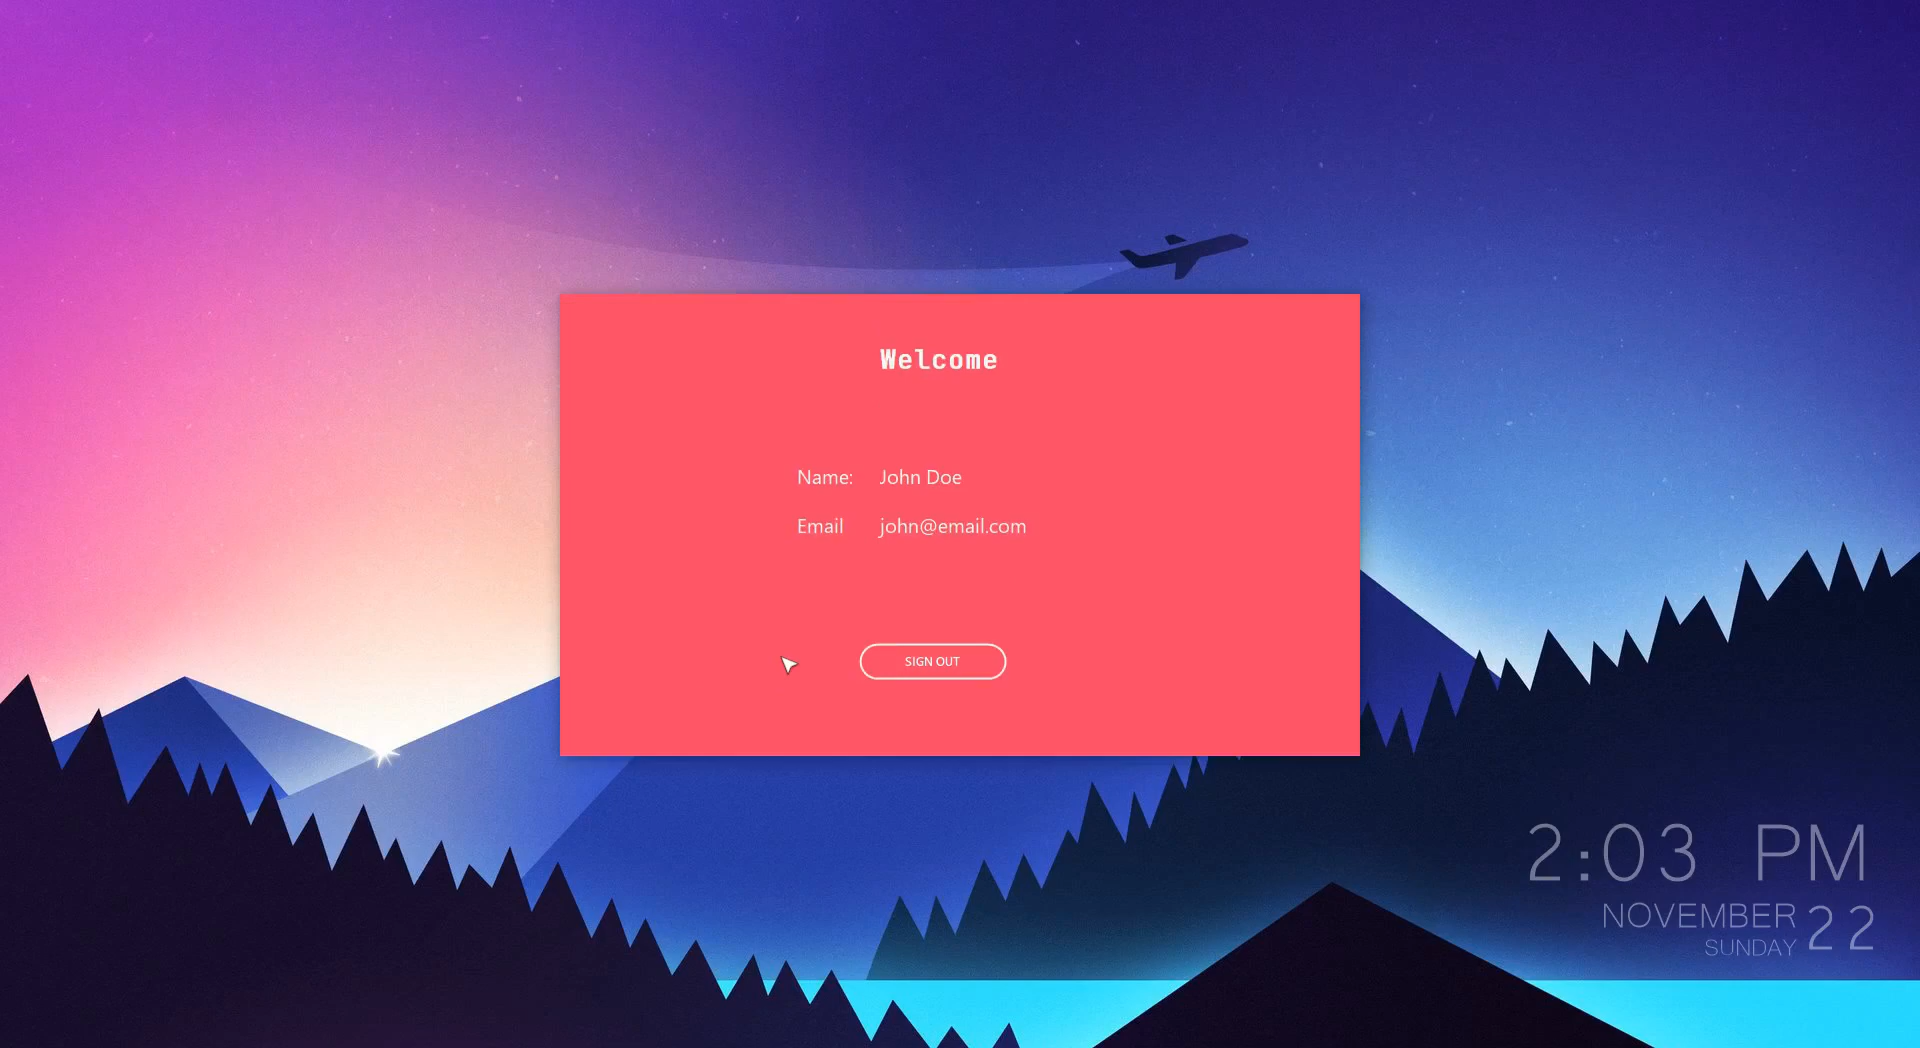 Welcome
Name: John Doe
Email john@email.com
SIGN OUT
2:03 PM
NOVEMBER 22
SUNDAY